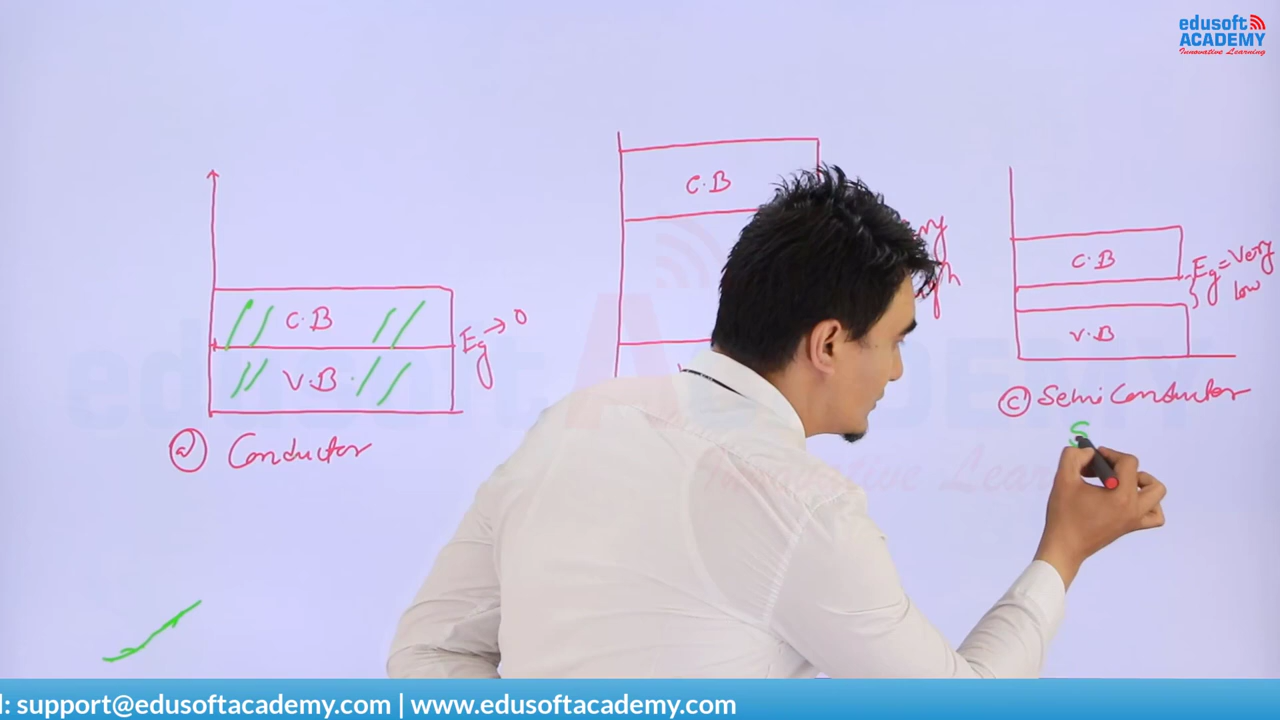 edusoft
ACADEMY
Innovative Learning
C.B
V.B
Eg → 0
a) Conductor
C.B
C.B
V.B
Eg = Very
low
c) Semi Conductor
S
support@edusoftacademy.com | www.edusoftacademy.com